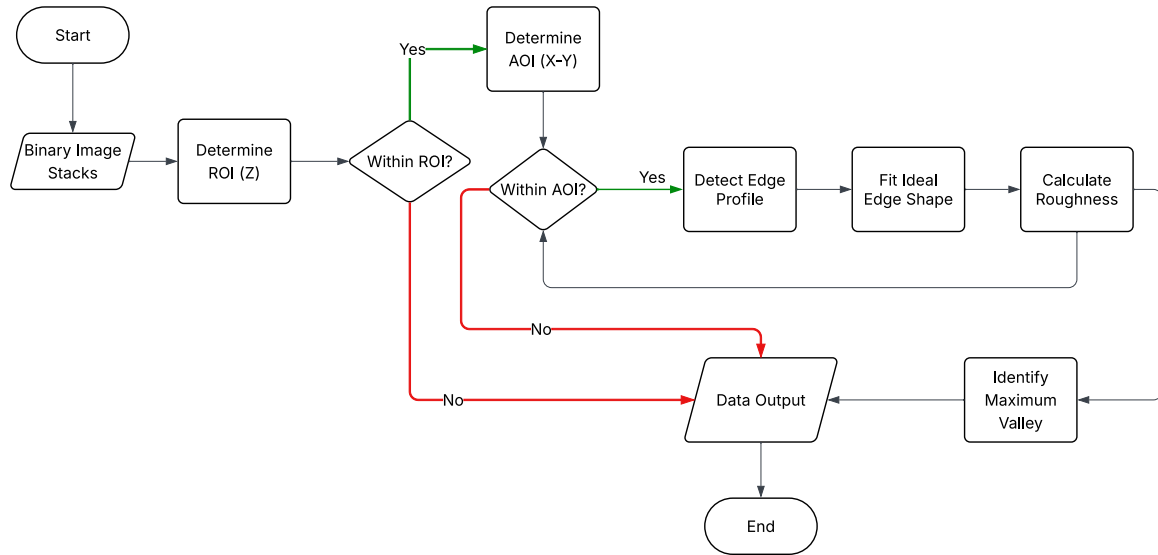 Start
Binary Image
Stacks
Determine
ROI (Z)
Within ROI?
Yes
Determine
AOI (X-Y)
Within AOI?
Yes
Detect Edge
Profile
Fit Ideal
Edge Shape
Calculate
Roughness
No
No
Data Output
Identify
Maximum
Valley
End